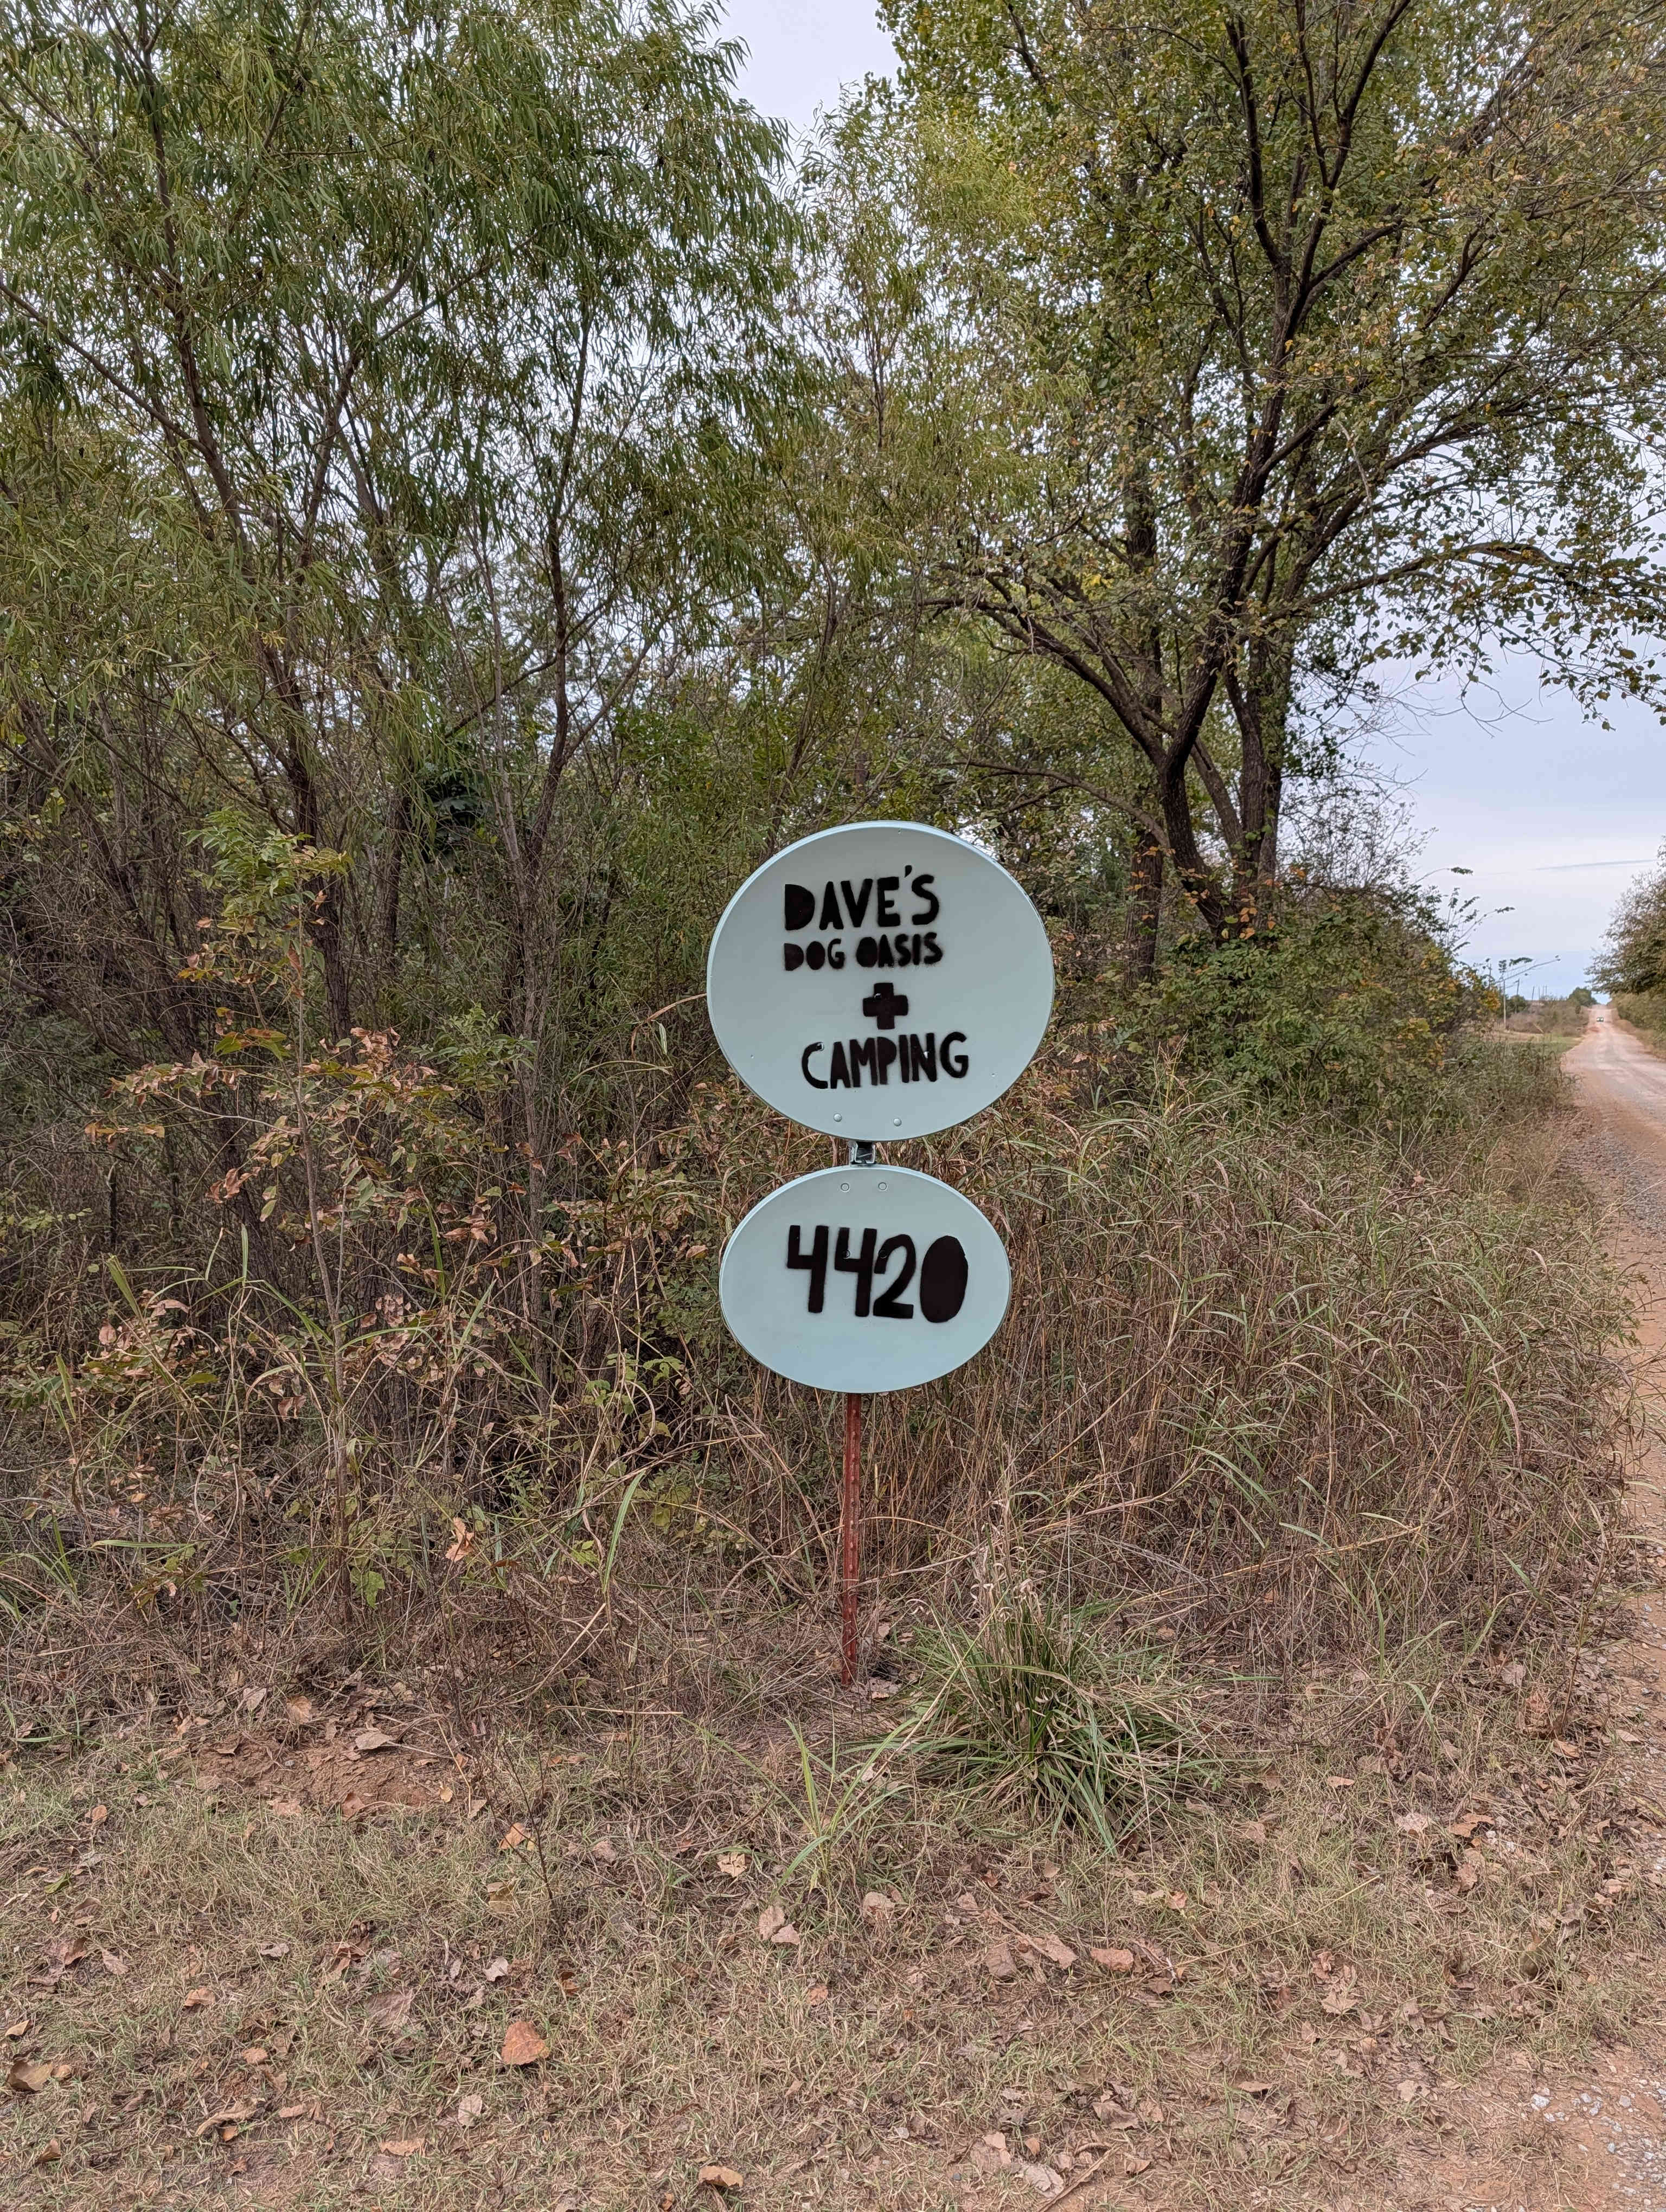 DAVE'S
DOG OASIS
+
CAMPING
4420